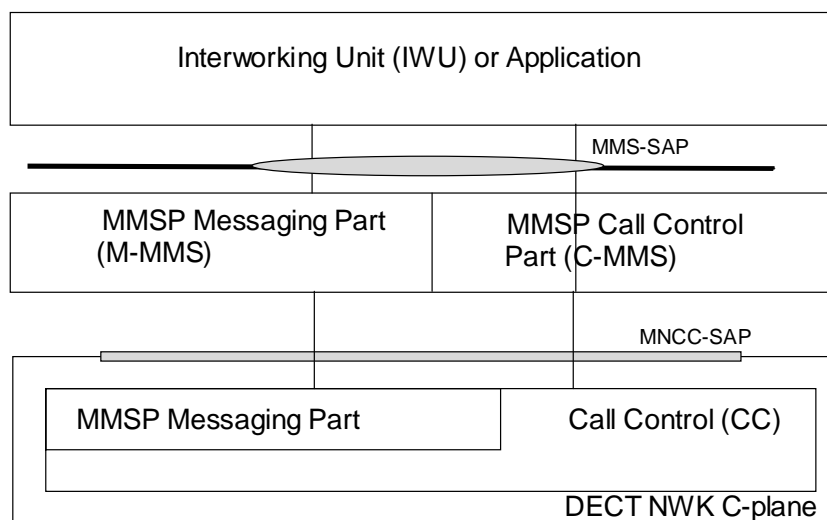 Interworking Unit (IWU) or Application
MMS-SAP
MMSP Messaging Part
(M-MMS)
MMSP Call Control
Part (C-MMS)
MNCC-SAP
MMSP Messaging Part
Call Control (CC)
DECT NWK C-plane